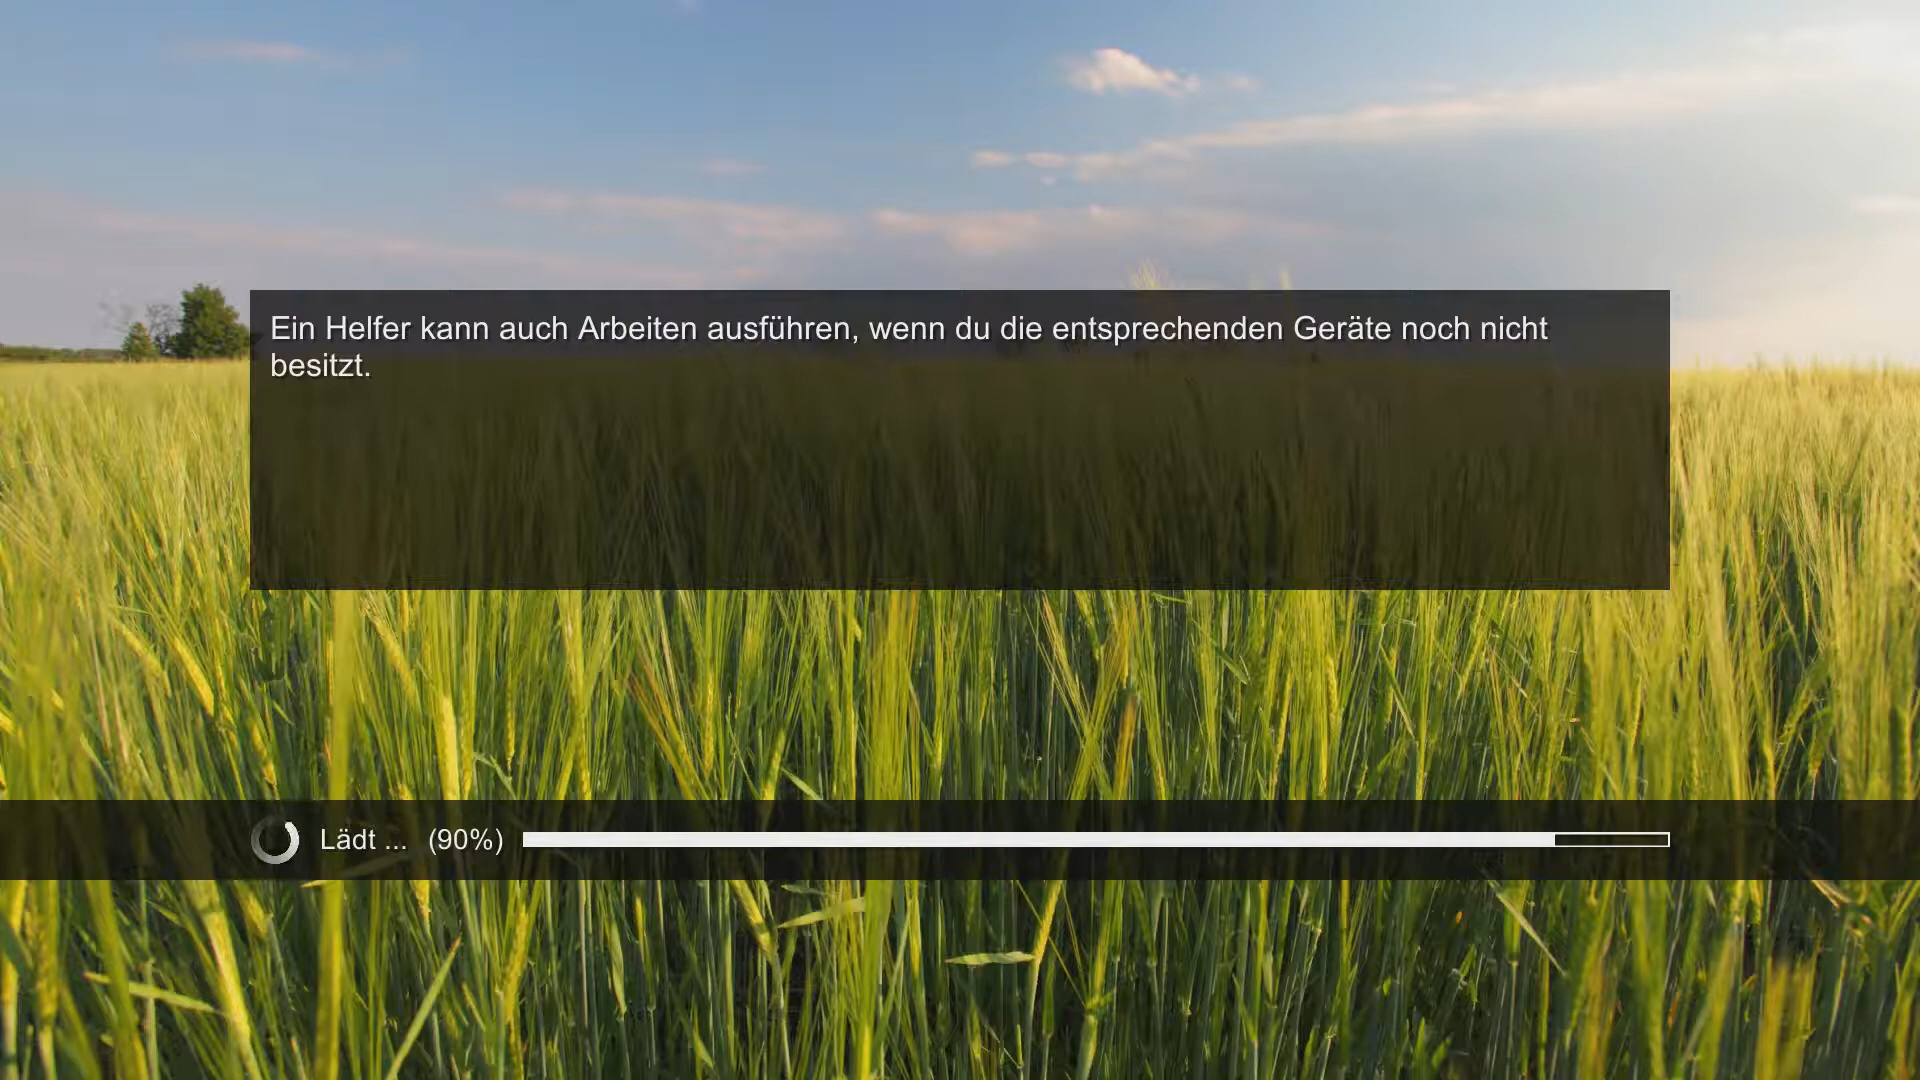 Ein Helfer kann auch Arbeiten ausführen, wenn du die entsprechenden Geräte noch nicht
besitzt.
Lädt ... (90%)